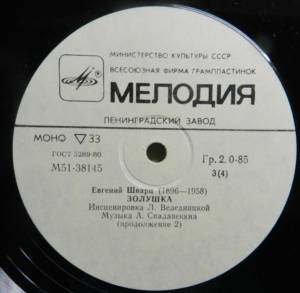 МИНИСТЕРСТВО КУЛЬТУРЫ СССР
ВСЕСОЮЗНАЯ ФИРМА ГРАМПЛАСТИНОК
МЕЛОДИЯ
ЛЕНИНГРАДСКИЙ ЗАВОД
МОНО ▽ 33
ГОСТ 5289-80
М51-38145
Гр. 2. 0-85
3(4)
Евгений Шварц (1896—1958)
ЗОЛУШКА
Инсценировка Л. Веледницкой
Музыка А. Спадавеккиа
(продолжение 2)